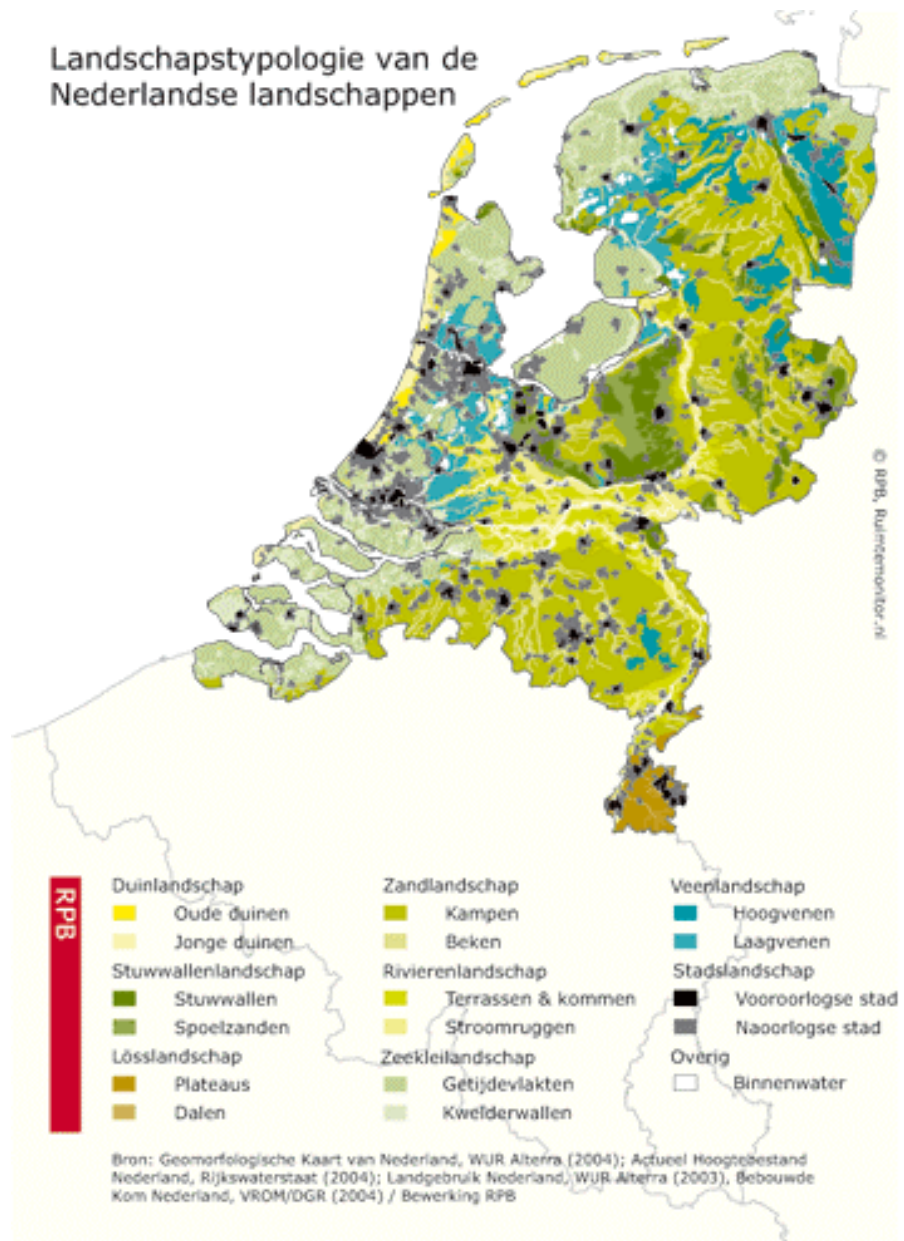 Landschapstypologie van de
Nederlandse landschappen
© RPB, Ruimtemonitor.nl
RPB
Duinlandschap
Oude duinen
Jonge duinen
Stuwwallenlandschap
Stuwwallen
Spoelzanden
Lösslandschap
Plateaus
Dalen
Zandlandschap
Kampen
Beken
Rivierenlandschap
Terrassen & kommen
Stroomruggen
Zeekleilandschap
Getijdevlakten
Kwelderwallen
Veenlandschap
Hoogvenen
Laagvenen
Stadslandschap
Vooroorlogse stad
Naoorlogse stad
Overig
Binnenwater
Bron: Geomorfologische Kaart van Nederland, WUR Alterra (2004); Actueel Hoogtebestand
Nederland, Rijkswaterstaat (2004); Landgebruik Nederland, WUR Alterra (2003), Bebouwde
Kom Nederland, VROM/DGR (2004) / Bewerking RPB